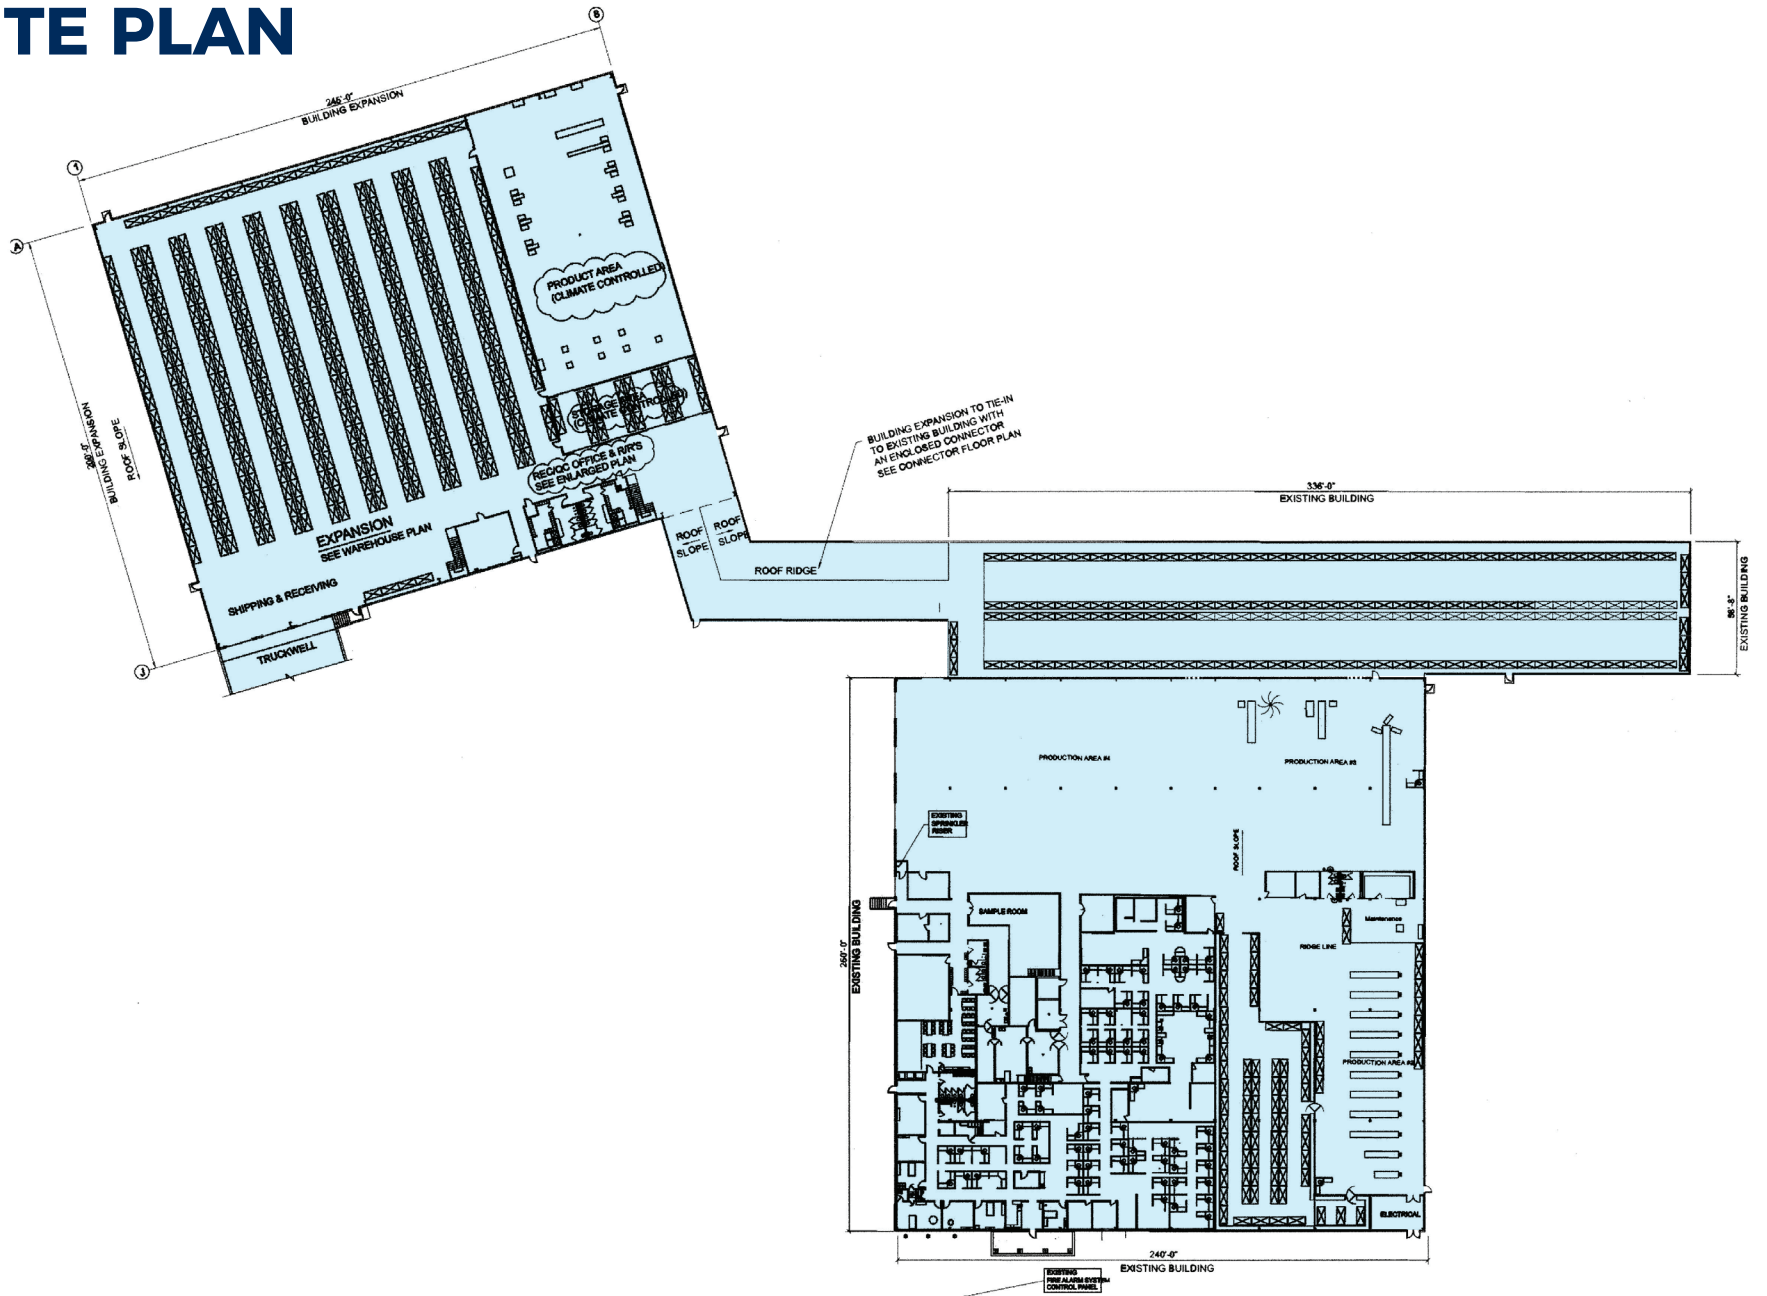 TE PLAN
8
245'-0"
BUILDING EXPANSION
1
A
PRODUCT AREA
(CLIMATE CONTROLLED)
STORAGE AREA
(CLIMATE CONTROLLED)
REC/QC OFFICE & R/R'S
SEE ENLARGED PLAN
BUILDING EXPANSION
ROOF SLOPE
EXPANSION
SEE WAREHOUSE PLAN
SHIPPING & RECEIVING
TRUCKWELL
J
BUILDING EXPANSION TO TIE-IN
TO EXISTING BUILDING WITH
AN ENCLOSED CONNECTOR
SEE CONNECTOR FLOOR PLAN
ROOF
SLOPE
ROOF
SLOPE
ROOF RIDGE
336'-0"
EXISTING BUILDING
EXISTING BUILDING
PRODUCTION AREA #4
PRODUCTION AREA #3
EXISTING
SPRINKLER
RISER
ROOF SLOPE
260'-0"
EXISTING BUILDING
SAMPLE ROOM
Maintenance
RIDGE LINE
PRODUCTION AREA
ELECTRICAL
240'-0"
EXISTING BUILDING
EXISTING
FIRE ALARM SYSTEM
CONTROL PANEL